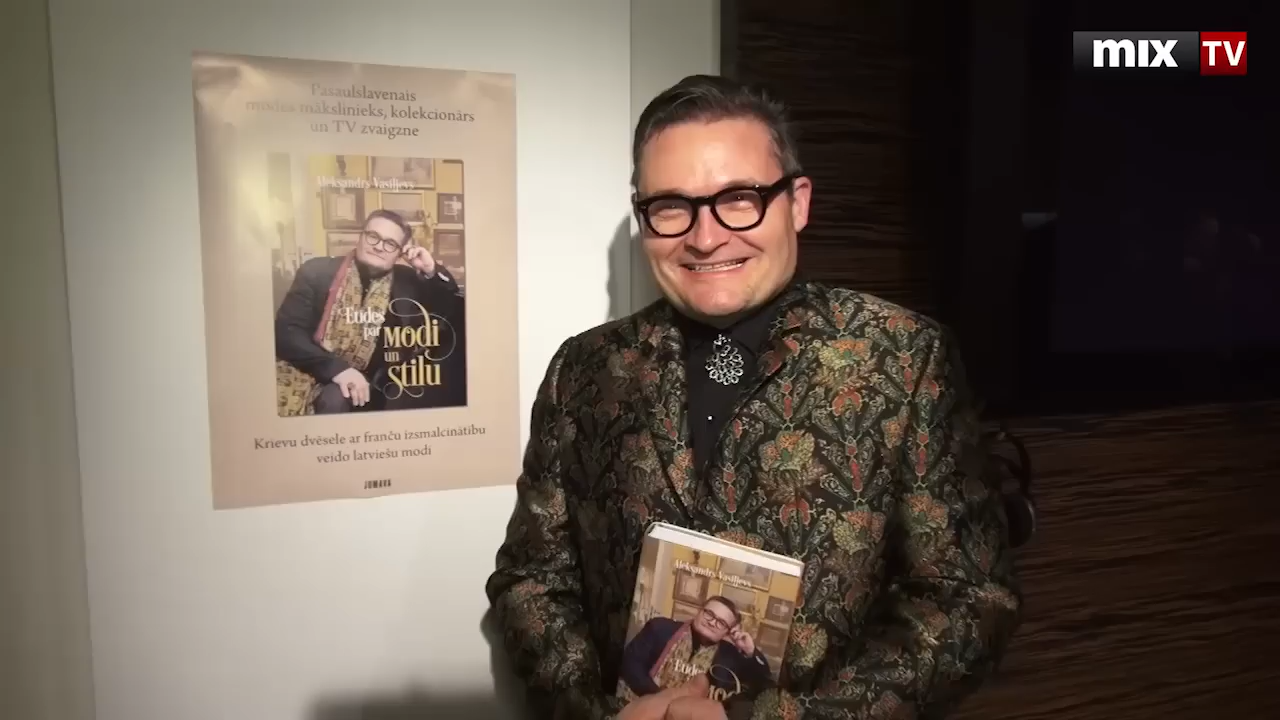 mix TV
Pasaulslavenais
modes mākslinieks, kolekcionārs
un TV zvaigzne
Aleksandrs Vasiļjevs
Etīdes
par modi
un
stilu
Krievu dvēsele ar franču izsmalcinātību
veido latviešu modi
JUMAVA
Aleksandrs Vasiļjevs
Etīdes